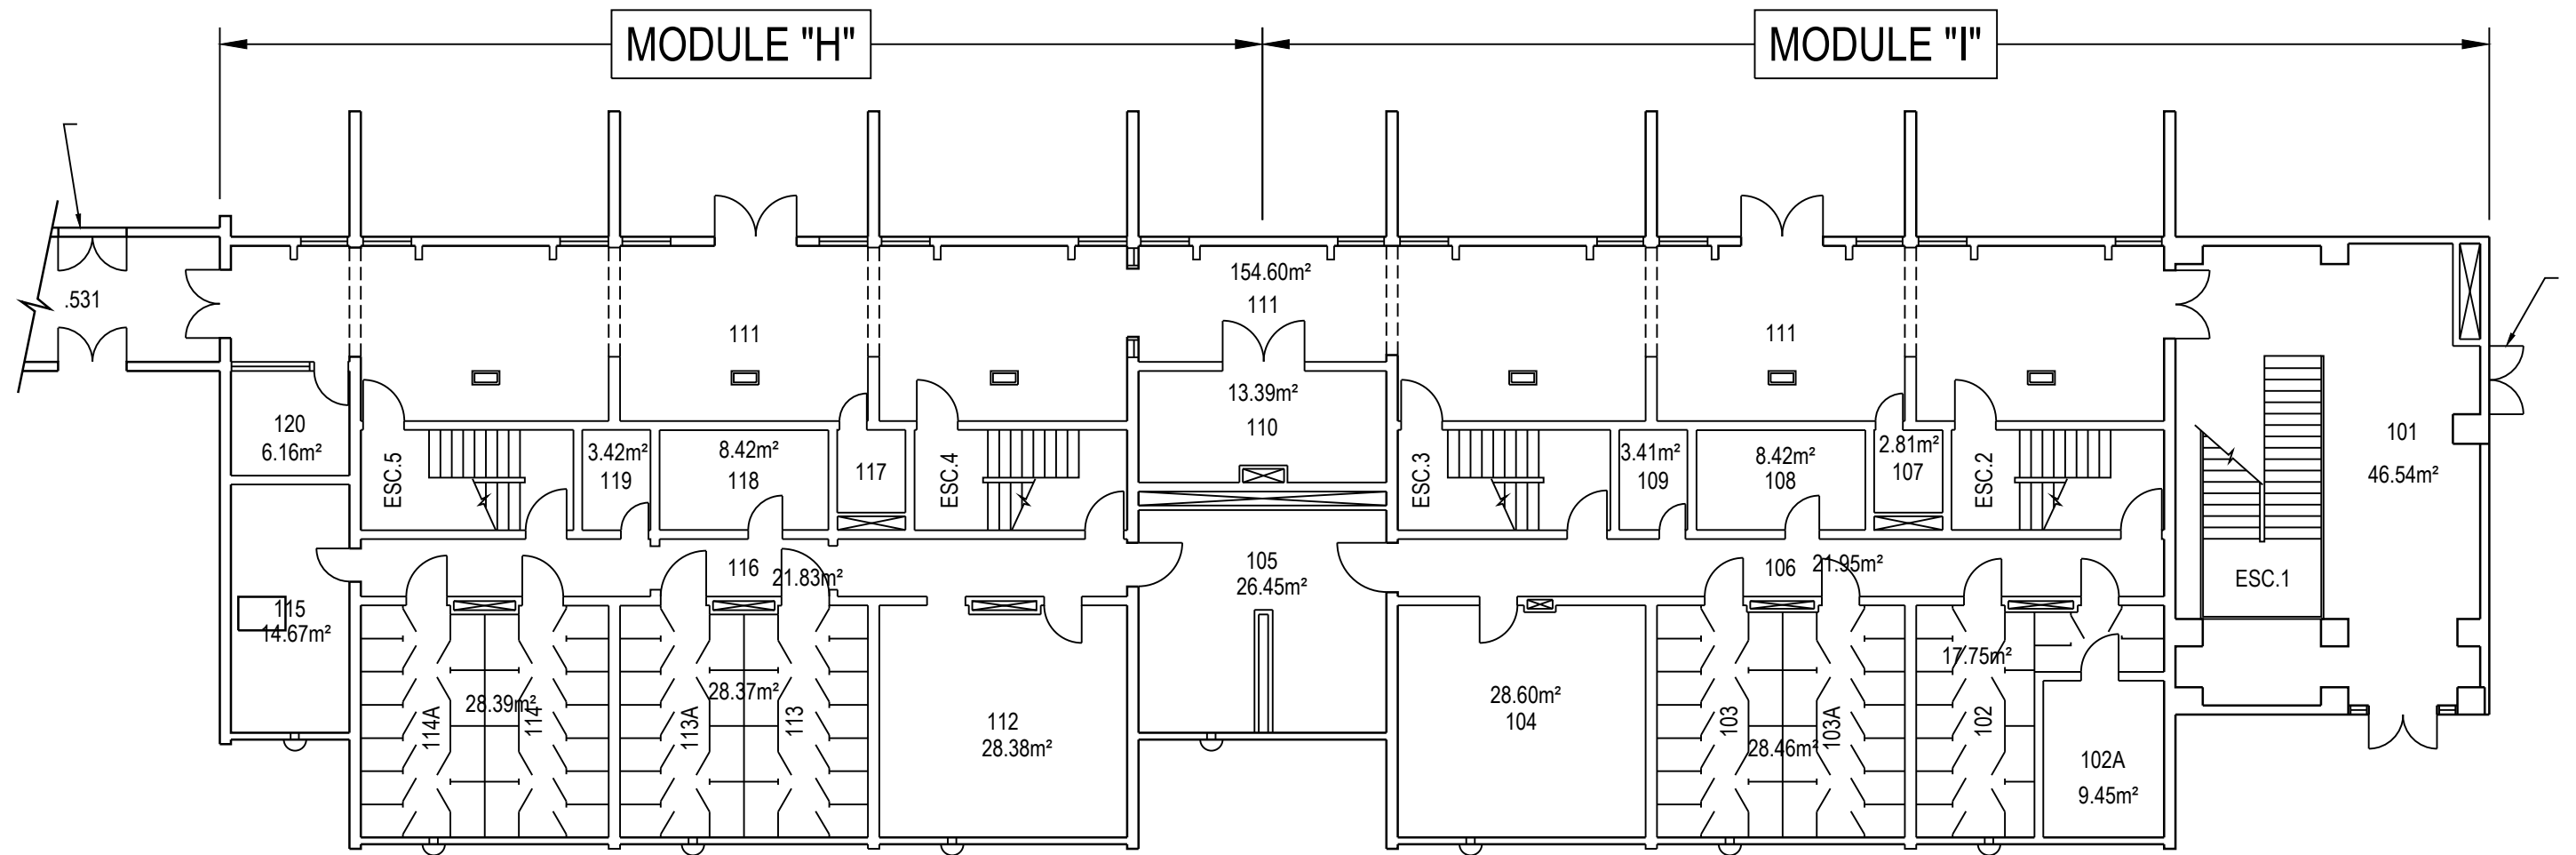 MODULE "H"
MODULE "I"
.531
111
154.60m²
111
111
120
6.16m²
13.39m²
110
101
46.54m²
ESC.5
3.42m²
119
8.42m²
118
117
ESC.4
ESC.3
3.41m²
109
8.42m²
108
2.81m²
107
ESC.2
ESC.1
115
14.67m²
116
21.83m²
105
26.45m²
106
21.95m²
114A
28.39m²
114
113A
28.37m²
113
112
28.38m²
28.60m²
104
103
28.46m²
103A
102
17.75m²
102A
9.45m²